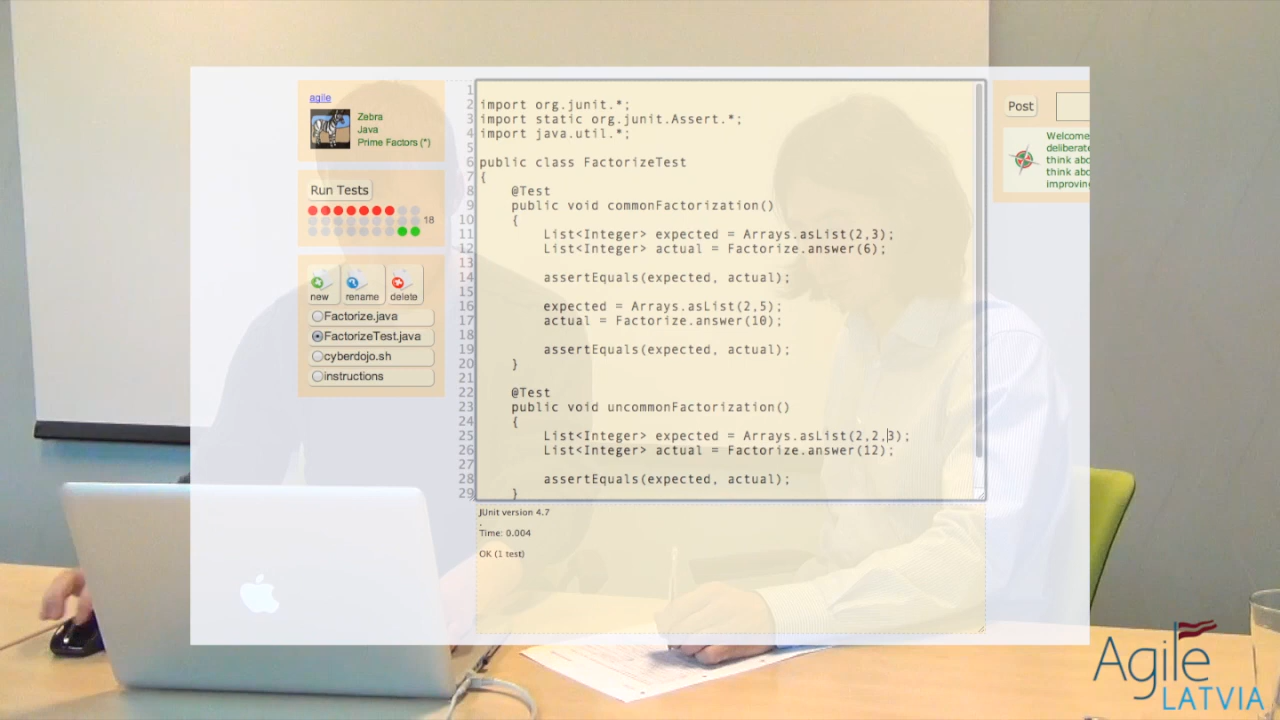 agile
Zebra
Java
Prime Factors (*)
Run Tests
18
new
rename
delete
Factorize.java
FactorizeTest.java
cyberdojo.sh
instructions
1
2 import org.junit.*;
3 import static org.junit.Assert.*;
4 import java.util.*;
5
6 public class FactorizeTest
7 {
8 @Test
9 public void commonFactorization()
10 {
11 List<Integer> expected = Arrays.asList(2,3);
12 List<Integer> actual = Factorize.answer(6);
13
14 assertEquals(expected, actual);
15
16 expected = Arrays.asList(2,5);
17 actual = Factorize.answer(10);
18
19 assertEquals(expected, actual);
20 }
21
22 @Test
23 public void uncommonFactorization()
24 {
25 List<Integer> expected = Arrays.asList(2,2,3);
26 List<Integer> actual = Factorize.answer(12);
27
28 assertEquals(expected, actual);
29 }
JUnit version 4.7
.
Time: 0.004
OK (1 test)
Post
Welcome
deliberate
think abo
think abo
improving
Agile
LATVIA